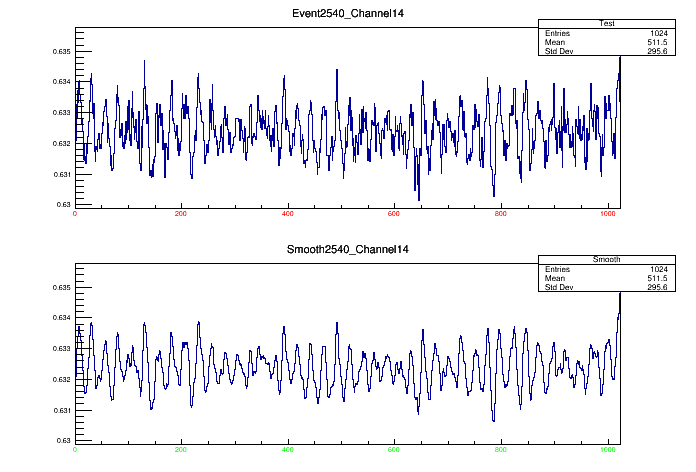 Event2540_Channel14
Test
Entries 1024
Mean 511.5
Std Dev 295.6
0.635
0.634
0.633
0.632
0.631
0.63
0 200 400 600 800 1000
Smooth2540_Channel14
Smooth
Entries 1024
Mean 511.5
Std Dev 295.6
0.635
0.634
0.633
0.632
0.631
0.63
0 200 400 600 800 1000